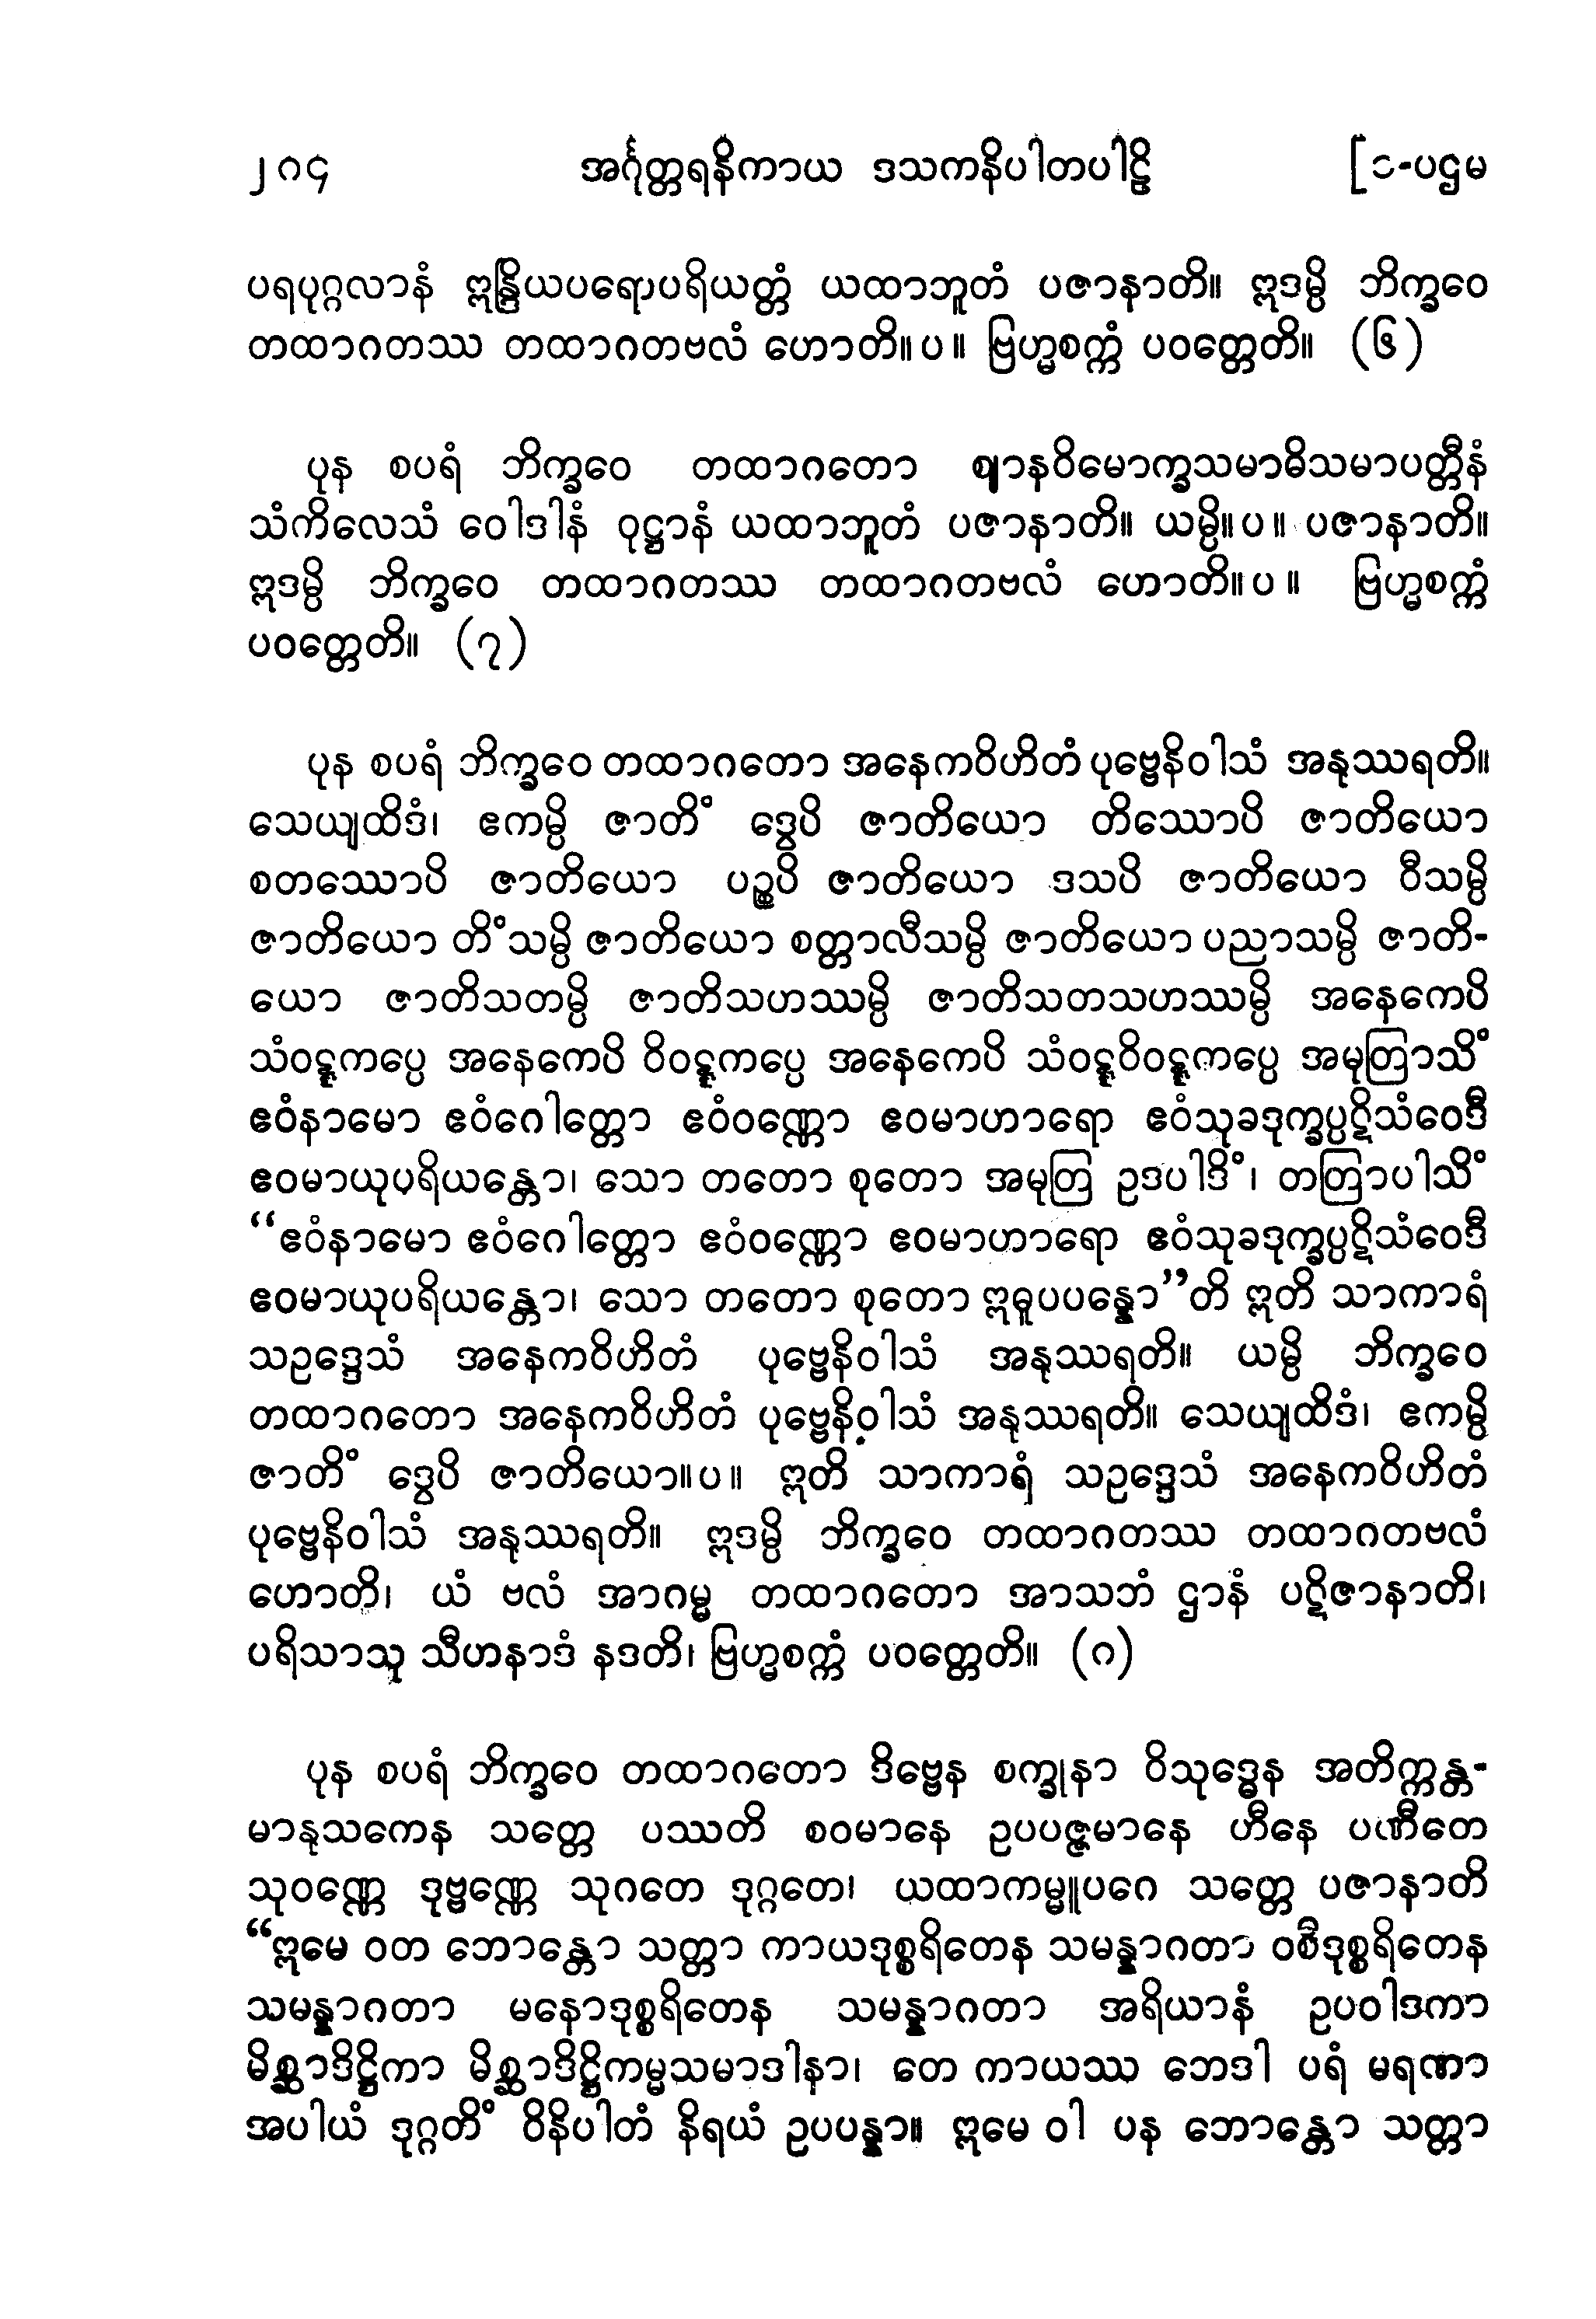 ၂၈၄ အင်္ဂုတ္တရနိကာယ ဒသကနိပါတပါဠိ [၁-ပဌမ
ပရပုဂ္ဂလာနံ ဣန္ဒြိယပရောပရိယတ္တံ ယထာဘူတံ ပဇာနာတိ။ ဣဒမ္ပိ ဘိက္ခဝေ
တထာဂတဿ တထာဂတဗလံ ဟောတိ။ ပ ။ ဗြဟ္မစက္ကံ ပဝတ္တေတိ။ (၆)
ပုန စပရံ ဘိက္ခဝေ တထာဂတော ဈာနဝိမောက္ခသမာဓိသမာပတ္တီနံ
သံကိလေသံ ဝေါဒါနံ ဝုဋ္ဌာနံ ယထာဘူတံ ပဇာနာတိ။ ယမ္ပိ။ ပ ။ ပဇာနာတိ။
ဣဒမ္ပိ ဘိက္ခဝေ တထာဂတဿ တထာဂတဗလံ ဟောတိ။ ပ ။ ဗြဟ္မစက္ကံ
ပဝတ္တေတိ။ (၇)
ပုန စပရံ ဘိက္ခဝေ တထာဂတော အနေကဝိဟိတံ ပုဗ္ဗေနိဝါသံ အနုဿရတိ။
သေယျထိဒံ၊ ဧကမ္ပိ ဇာတိံ ဒွေပိ ဇာတိယော တိဿောပိ ဇာတိယော
စတဿောပိ ဇာတိယော ပဉ္စပိ ဇာတိယော ဒသပိ ဇာတိယော ဝီသမ္ပိ
ဇာတိယော တိံသမ္ပိ ဇာတိယော စတ္တာလီသမ္ပိ ဇာတိယော ပညာသမ္ပိ ဇာတိ-
ယော ဇာတိသတမ္ပိ ဇာတိသဟဿမ္ပိ ဇာတိသတသဟဿမ္ပိ အနေကေပိ
သံဝဋ္ဋကပ္ပေ အနေကေပိ ဝိဝဋ္ဋကပ္ပေ အနေကေပိ သံဝဋ္ဋဝိဝဋ္ဋကပ္ပေ အမုတြာသိံ
ဧဝံနာမော ဧဝံဂေါတ္တော ဧဝံဝဏ္ဏော ဧဝမာဟာရော ဧဝံသုခဒုက္ခပ္ပဋိသံဝေဒီ
ဧဝမာယုပရိယန္တော၊ သော တတော စုတော အမုတြ ဥဒပါဒိံ၊ တတြာပါသိံ
“ဧဝံနာမော ဧဝံဂေါတ္တော ဧဝံဝဏ္ဏော ဧဝမာဟာရော ဧဝံသုခဒုက္ခပ္ပဋိသံဝေဒီ
ဧဝမာယုပရိယန္တော၊ သော တတော စုတော ဣဓူပပန္နော”တိ ဣတိ သာကာရံ
သဥဒ္ဒေသံ အနေကဝိဟိတံ ပုဗ္ဗေနိဝါသံ အနုဿရတိ။ ယမ္ပိ ဘိက္ခဝေ
တထာဂတော အနေကဝိဟိတံ ပုဗ္ဗေနိဝါသံ အနုဿရတိ။ သေယျထိဒံ၊ ဧကမ္ပိ
ဇာတိံ ဒွေပိ ဇာတိယော။ ပ ။ ဣတိ သာကာရံ သဥဒ္ဒေသံ အနေကဝိဟိတံ
ပုဗ္ဗေနိဝါသံ အနုဿရတိ။ ဣဒမ္ပိ ဘိက္ခဝေ တထာဂတဿ တထာဂတဗလံ
ဟောတိ၊ ယံ ဗလံ အာဂမ္မ တထာဂတော အာသဘံ ဌာနံ ပဋိဇာနာတိ၊
ပရိသာသု သီဟနာဒံ နဒတိ၊ ဗြဟ္မစက္ကံ ပဝတ္တေတိ။ (၈)
ပုန စပရံ ဘိက္ခဝေ တထာဂတော ဒိဗ္ဗေန စက္ခုနာ ဝိသုဒ္ဓေန အတိက္ကန္တ-
မာနုသကေန သတ္တေ ပဿတိ စဝမာနေ ဥပပဇ္ဇမာနေ ဟီနေ ပဏီတေ
သုဝဏ္ဏေ ဒုဗ္ဗဏ္ဏေ သုဂတေ ဒုဂ္ဂတေ၊ ယထာကမ္မူပဂေ သတ္တေ ပဇာနာတိ
“ဣမေ ဝတ ဘောန္တော သတ္တာ ကာယဒုစ္စရိတေန သမန္နာဂတာ ဝစီဒုစ္စရိတေန
သမန္နာဂတာ မနောဒုစ္စရိတေန သမန္နာဂတာ အရိယာနံ ဥပဝါဒကာ
မိစ္ဆာဒိဋ္ဌိကာ မိစ္ဆာဒိဋ္ဌိကမ္မသမာဒါနာ၊ တေ ကာယဿ ဘေဒါ ပရံ မရဏာ
အပါယံ ဒုဂ္ဂတိံ ဝိနိပါတံ နိရယံ ဥပပန္နာ။ ဣမေ ဝါ ပန ဘောန္တော သတ္တာ